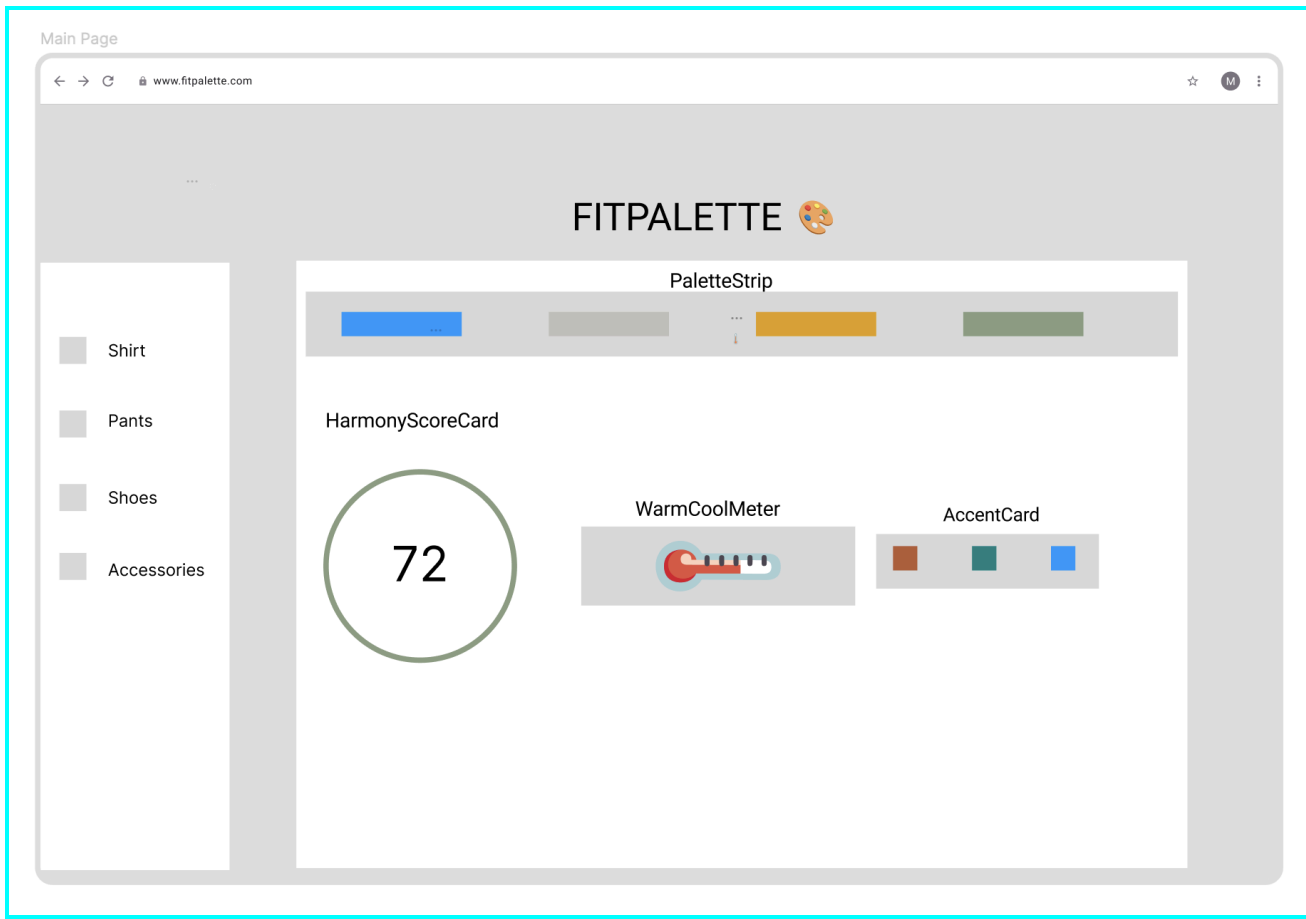 Main Page
www.fitpalette.com
M
...
FITPALETTE 🎨
PaletteStrip
...
...
Shirt
Pants
Shoes
Accessories
HarmonyScoreCard
72
WarmCoolMeter
AccentCard